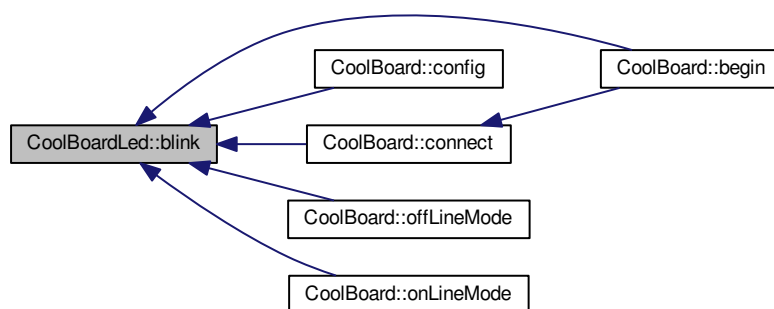 CoolBoard::config
CoolBoard::begin
CoolBoardLed::blink
CoolBoard::connect
CoolBoard::offLineMode
CoolBoard::onLineMode